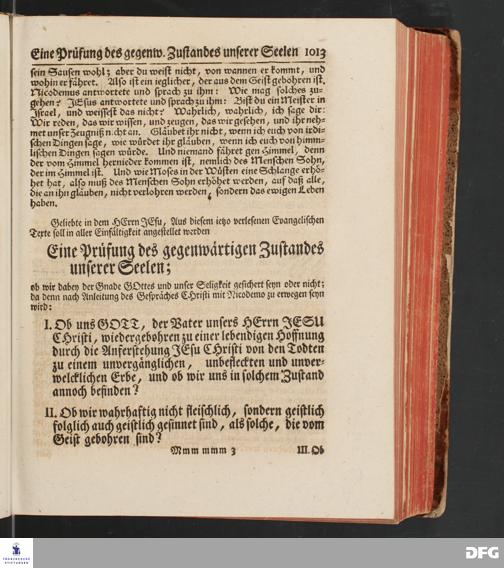 Eine Prüfung des gegenw. Zustandes unserer Seelen 1013
sein Sausen wohl; aber du weist nicht, von wannen er kommt, und
wohin er fähret. Also ist ein ieglicher, der aus dem Geist gebohren ist,
Nicodemus antwortete und sprach zu ihm: Wie mag solches zu-
gehen? JEsus antwortete und sprach zu ihm: Bist du ein Meister in
Israel, und weissest das nicht? Wahrlich, wahrlich, ich sage dir:
Wir reden, das wir wissen, und zeugen, das wir gesehen, und ihr neh-
met unser Zeugniß nicht an. Gläubet ihr nicht, wenn ich euch von irdi-
schen Dingen sage, wie würdet ihr gläuben, wenn ich euch von himm-
lischen Dingen sagen würde. Und niemand fähret gen Himmel, denn
der vom Himmel hernieder kommen ist, nemlich des Menschen Sohn,
der im Himmel ist. Und wie Moses in der Wüsten eine Schlange erhö-
het hat, also muß des Menschen Sohn erhöhet werden, auf daß alle,
die an ihn gläuben, nicht verlohren werden, sondern das ewigen Leben
haben.
Geliebte in dem HErrn JEsu, Aus diesem ietzo verlesenen Evangelischen
Texte soll in aller Einfältigkeit angestellet werden
Eine Prüfung des gegenwärtigen Zustandes
unserer Seelen;
ob wir dabey der Gnade GOttes und unser Seligkeit gesichert seyn oder nicht;
da denn nach Anleitung des Gespräches CHristi mit Nicodemo zu erwegen seyn
wird:
I. Ob uns GOTT, der Vater unsers HErrn JESU
CHristi, wiedergebohren zu einer lebendigen Hoffnung
durch die Auferstehung JEsu CHristi von den Todten
zu einem unvergänglichen, unbefleckten und unver-
welcklichen Erbe, und ob wir uns in solchem Zustand
annoch befinden?
II. Ob wir wahrhaftig nicht fleischlich, sondern geistlich
folglich auch geistlich gesinnet sind, als solche, die vom
Geist gebohren sind?
Mmm mmm 3 III. Ob
FRANCKESCHE
STIFTUNGEN
DFG